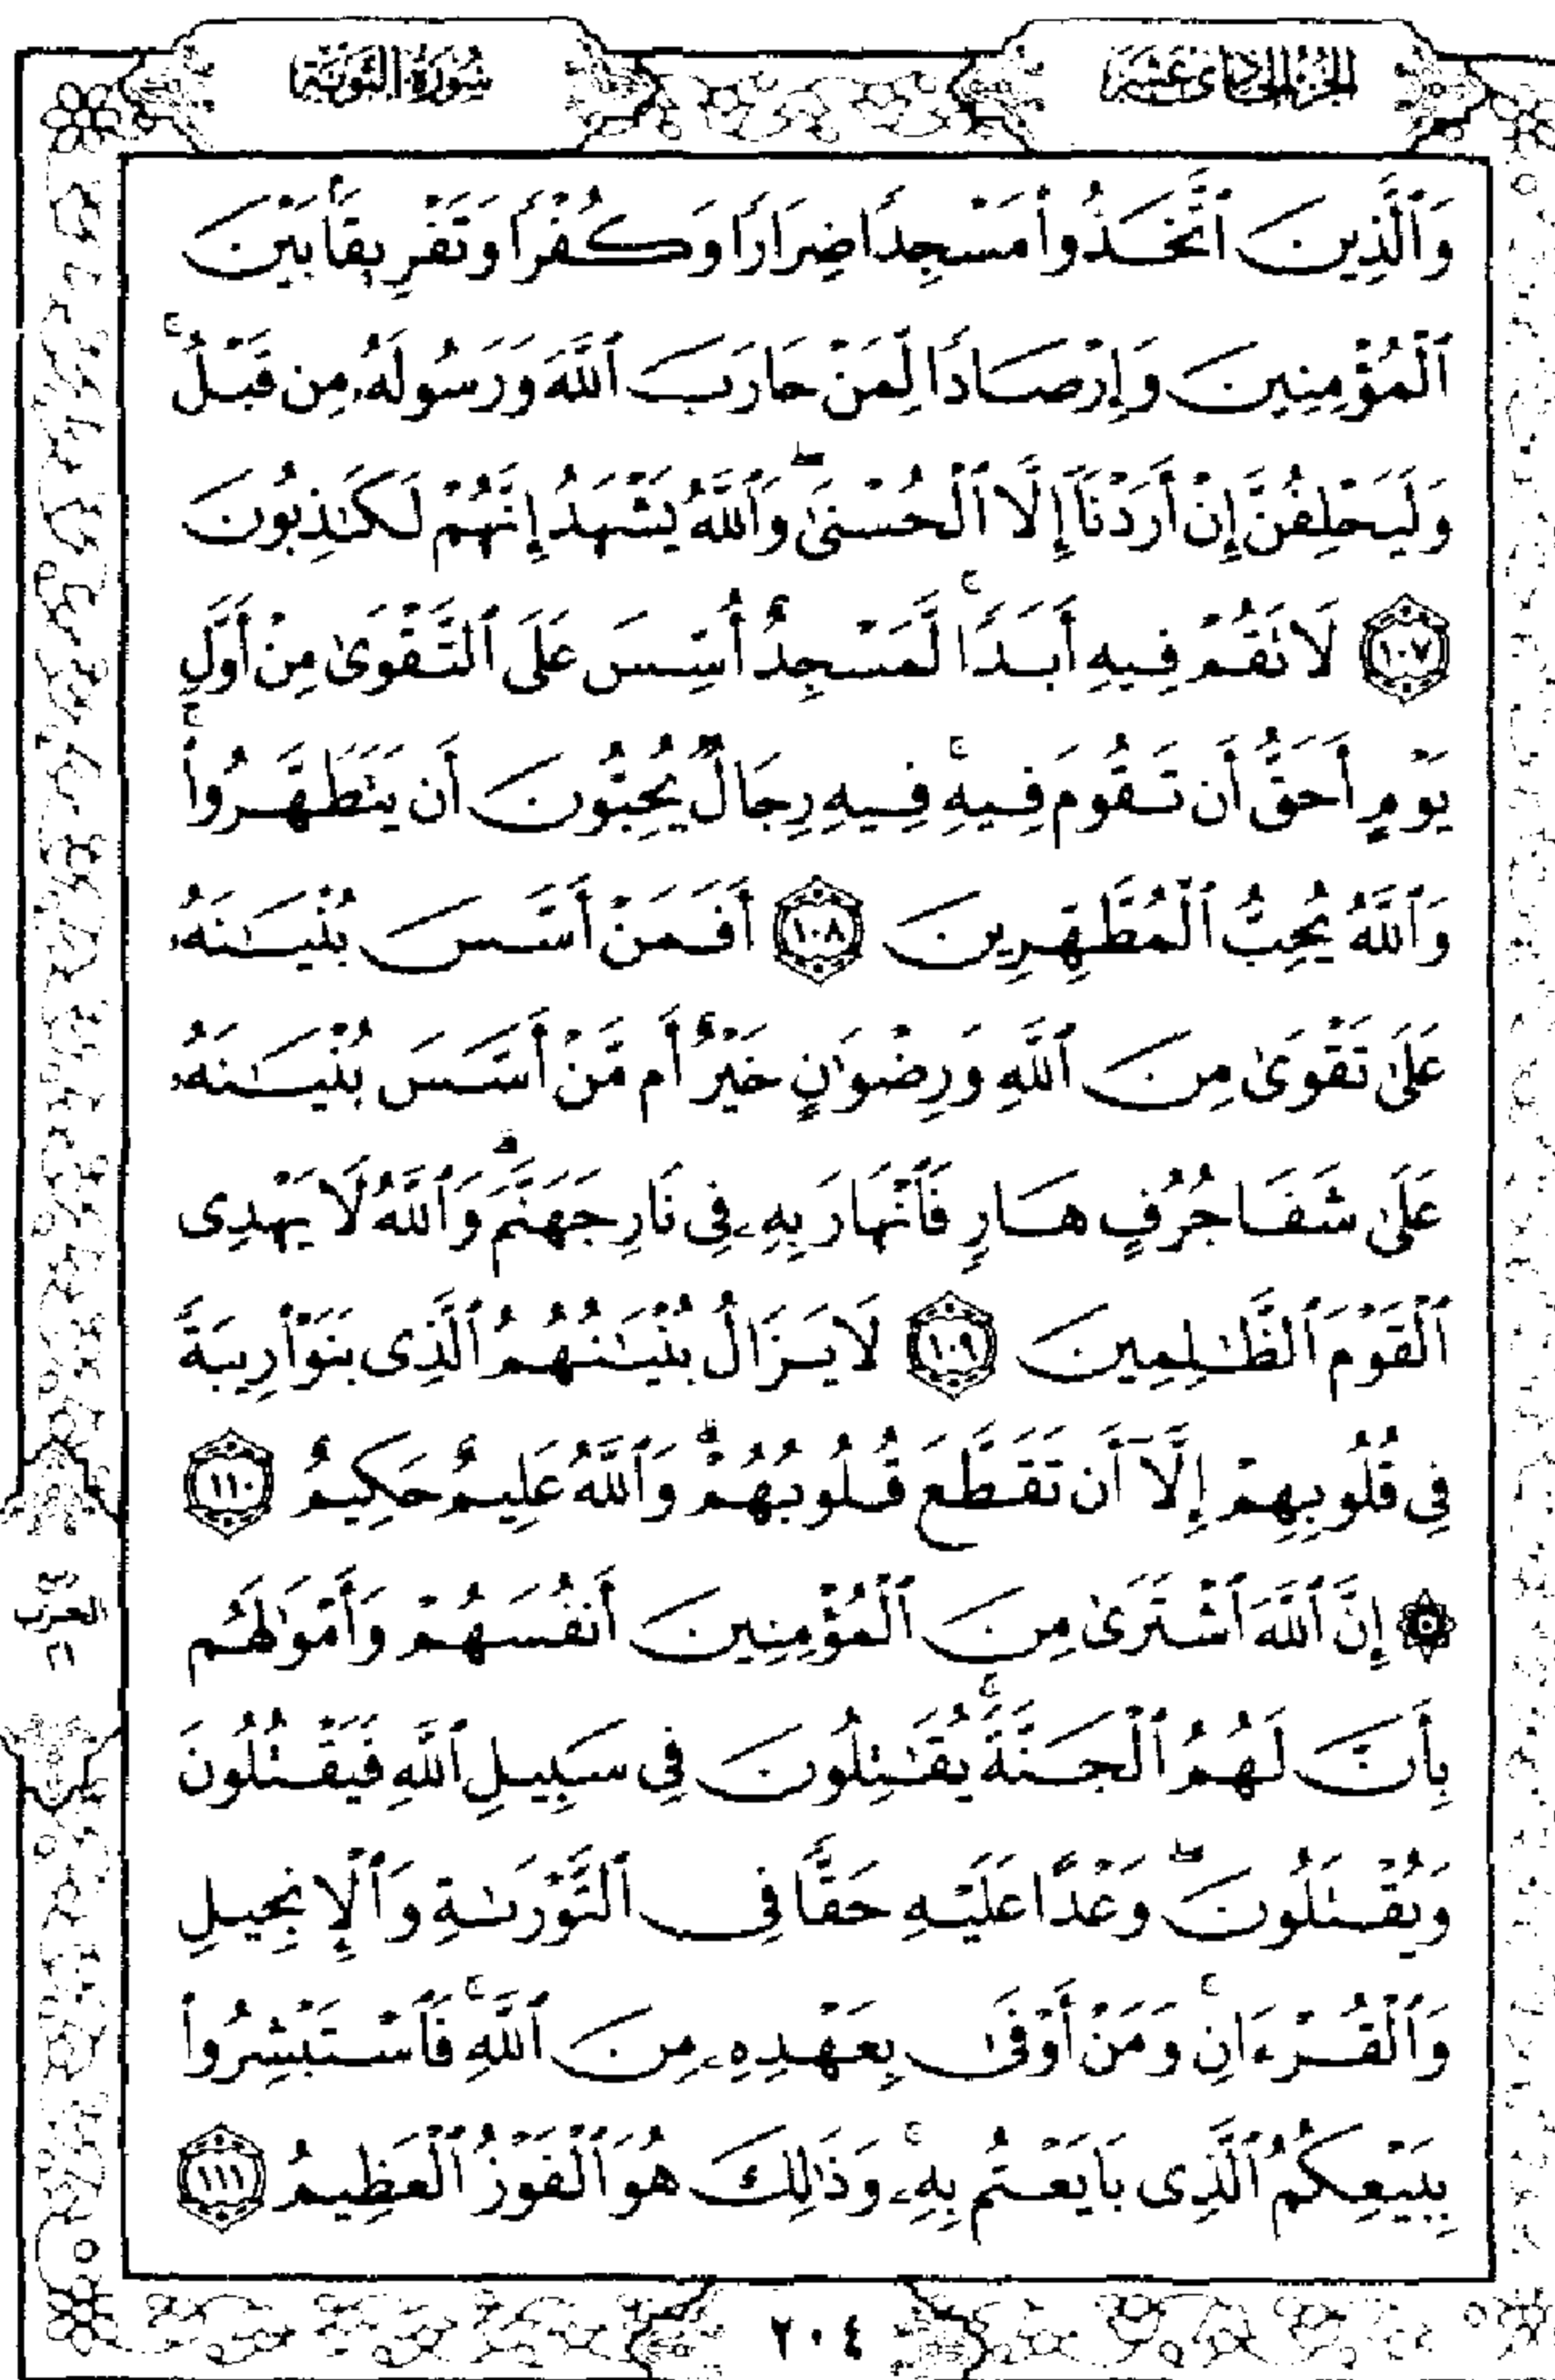 الجزء الحادي عشر
سورة التوبة
وَٱلَّذِينَ ٱتَّخَذُوا۟ مَسْجِدًا ضِرَارًا وَكُفْرًا وَتَفْرِيقًۢا بَيْنَ
ٱلْمُؤْمِنِينَ وَإِرْصَادًا لِّمَنْ حَارَبَ ٱللَّهَ وَرَسُولَهُۥ مِن قَبْلُ ۚ
وَلَيَحْلِفُنَّ إِنْ أَرَدْنَآ إِلَّا ٱلْحُسْنَىٰ ۖ وَٱللَّهُ يَشْهَدُ إِنَّهُمْ لَكَٰذِبُونَ
١٠٧ لَا تَقُمْ فِيهِ أَبَدًا ۚ لَّمَسْجِدٌ أُسِّسَ عَلَى ٱلتَّقْوَىٰ مِنْ أَوَّلِ
يَوْمٍ أَحَقُّ أَن تَقُومَ فِيهِ ۚ فِيهِ رِجَالٌ يُحِبُّونَ أَن يَتَطَهَّرُوا۟ ۚ
وَٱللَّهُ يُحِبُّ ٱلْمُطَّهِّرِينَ ١٠٨ أَفَمَنْ أَسَّسَ بُنْيَٰنَهُۥ
عَلَىٰ تَقْوَىٰ مِنَ ٱللَّهِ وَرِضْوَٰنٍ خَيْرٌ أَم مَّنْ أَسَّسَ بُنْيَٰنَهُۥ
عَلَىٰ شَفَا جُرُفٍ هَارٍ فَٱنْهَارَ بِهِۦ فِى نَارِ جَهَنَّمَ ۗ وَٱللَّهُ لَا يَهْدِى
ٱلْقَوْمَ ٱلظَّٰلِمِينَ ١٠٩ لَا يَزَالُ بُنْيَٰنُهُمُ ٱلَّذِى بَنَوْا۟ رِيبَةً
فِى قُلُوبِهِمْ إِلَّآ أَن تَقَطَّعَ قُلُوبُهُمْ ۗ وَٱللَّهُ عَلِيمٌ حَكِيمٌ ١١٠
۞ إِنَّ ٱللَّهَ ٱشْتَرَىٰ مِنَ ٱلْمُؤْمِنِينَ أَنفُسَهُمْ وَأَمْوَٰلَهُم
بِأَنَّ لَهُمُ ٱلْجَنَّةَ ۚ يُقَٰتِلُونَ فِى سَبِيلِ ٱللَّهِ فَيَقْتُلُونَ
وَيُقْتَلُونَ ۖ وَعْدًا عَلَيْهِ حَقًّا فِى ٱلتَّوْرَىٰةِ وَٱلْإِنجِيلِ
وَٱلْقُرْءَانِ ۚ وَمَنْ أَوْفَىٰ بِعَهْدِهِۦ مِنَ ٱللَّهِ ۚ فَٱسْتَبْشِرُوا۟
بِبَيْعِكُمُ ٱلَّذِى بَايَعْتُم بِهِۦ ۚ وَذَٰلِكَ هُوَ ٱلْفَوْزُ ٱلْعَظِيمُ ١١١
٢٠٤